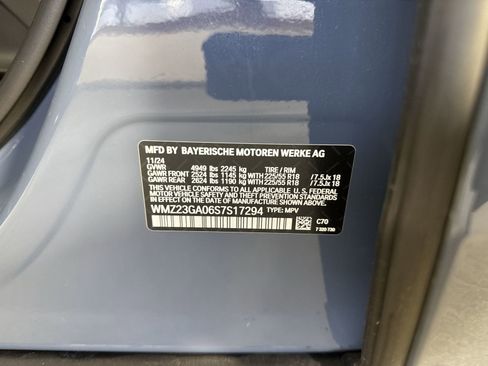 MFD BY BAYERISCHE MOTOREN WERKE AG
11/24
GVWR 4949 lbs 2245 kg TIRE / RIM
GAWR FRONT 2524 lbs 1145 kg WITH 225/55 R18 /7.5Jx 18
GAWR REAR 2624 lbs 1190 kg WITH 225/55 R18 /7.5Jx 18
THIS VEHICLE CONFORMS TO ALL APPLICABLE U.S. FEDERAL
MOTOR VEHICLE SAFETY AND THEFT PREVENTION STANDARDS
IN EFFECT ON THE DATE OF MANUFACTURE SHOWN ABOVE.
WMZ23GA06S7S17294 TYPE: MPV
C70
7 320 730